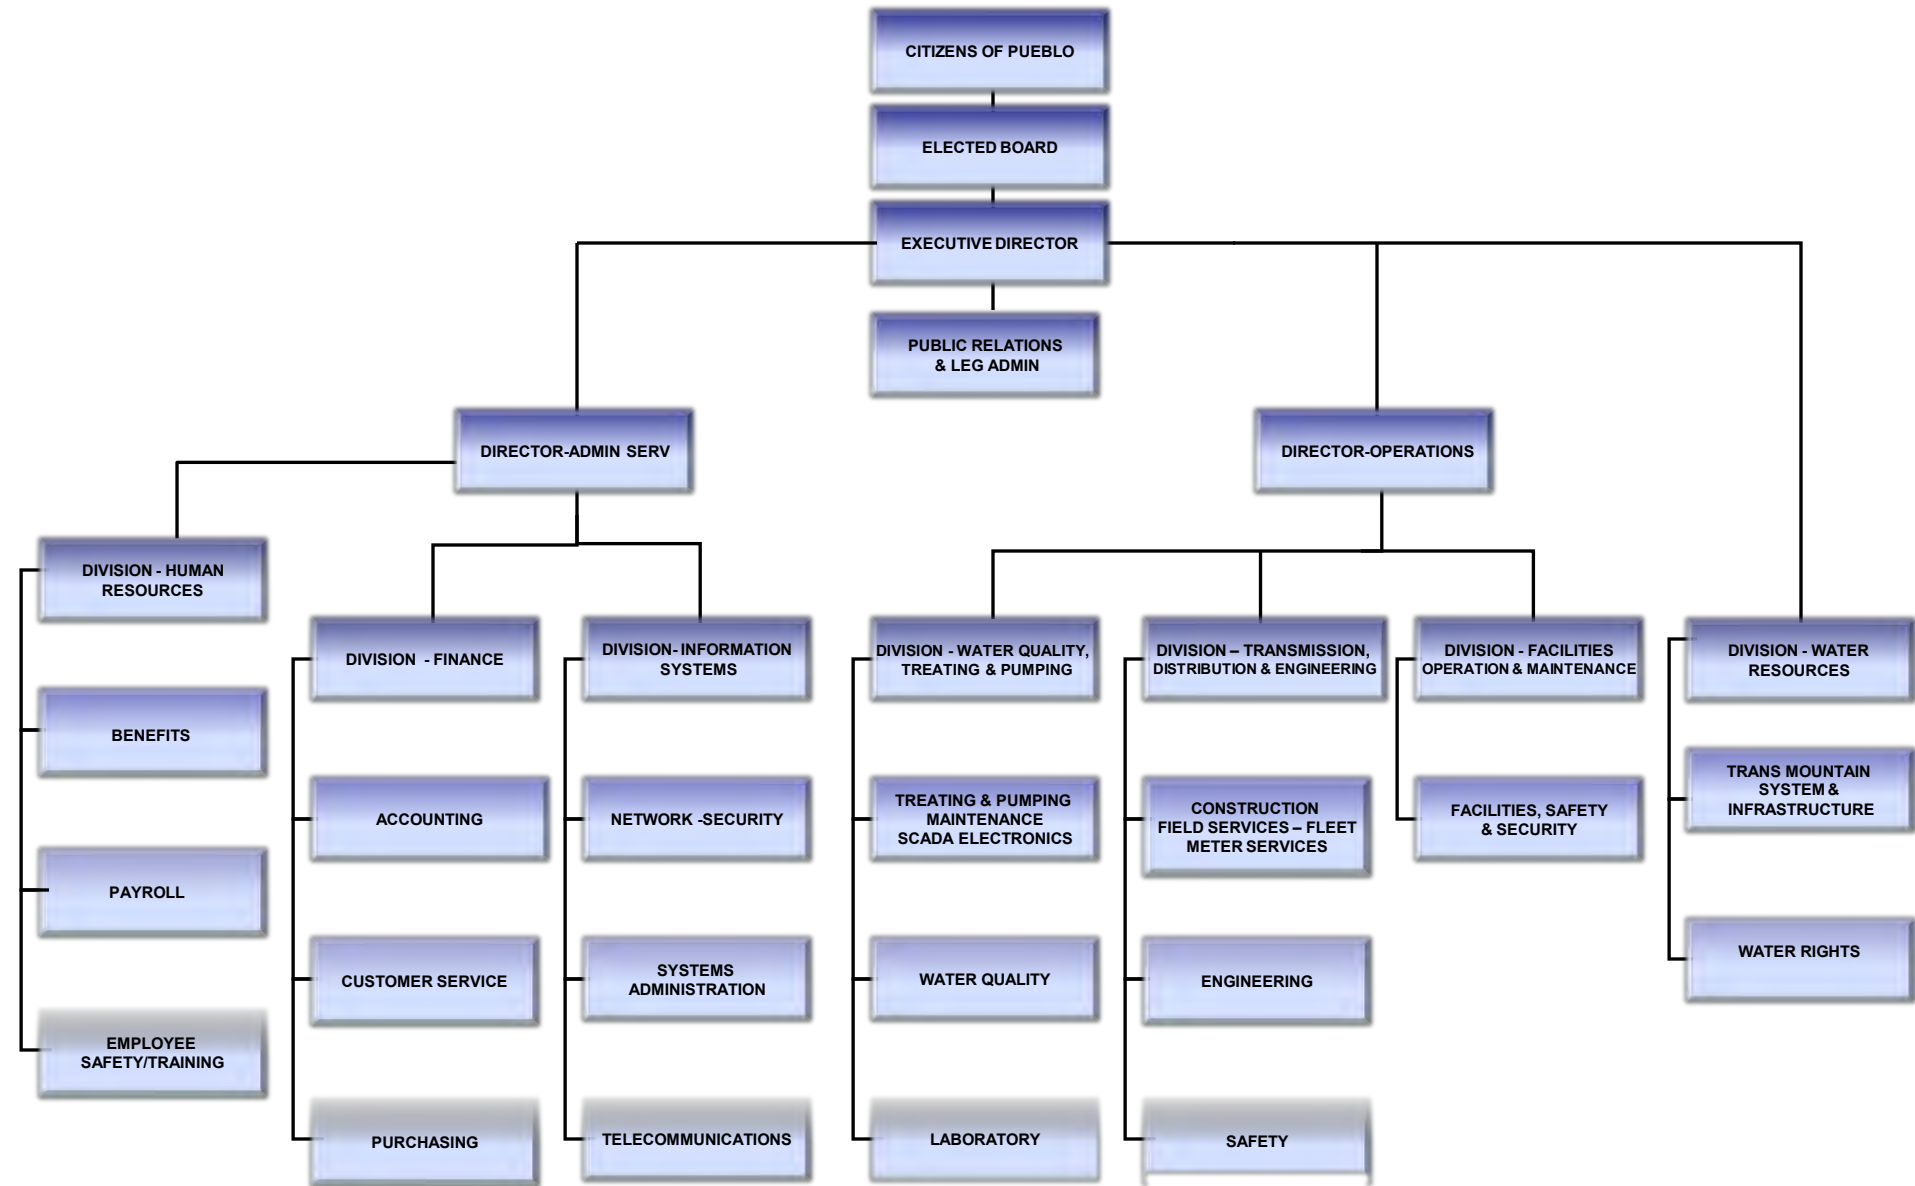 CITIZENS OF PUEBLO
ELECTED BOARD
EXECUTIVE DIRECTOR
PUBLIC RELATIONS
& LEG ADMIN
DIRECTOR-ADMIN SERV
DIRECTOR-OPERATIONS
DIVISION - HUMAN
RESOURCES
BENEFITS
PAYROLL
EMPLOYEE
SAFETY/TRAINING
DIVISION - FINANCE
ACCOUNTING
CUSTOMER SERVICE
PURCHASING
DIVISION- INFORMATION
SYSTEMS
NETWORK -SECURITY
SYSTEMS
ADMINISTRATION
TELECOMMUNICATIONS
DIVISION - WATER QUALITY,
TREATING & PUMPING
TREATING & PUMPING
MAINTENANCE
SCADA ELECTRONICS
WATER QUALITY
LABORATORY
DIVISION – TRANSMISSION,
DISTRIBUTION & ENGINEERING
CONSTRUCTION
FIELD SERVICES – FLEET
METER SERVICES
ENGINEERING
SAFETY
DIVISION - FACILITIES
OPERATION & MAINTENANCE
FACILITIES, SAFETY
& SECURITY
DIVISION - WATER
RESOURCES
TRANS MOUNTAIN
SYSTEM &
INFRASTRUCTURE
WATER RIGHTS